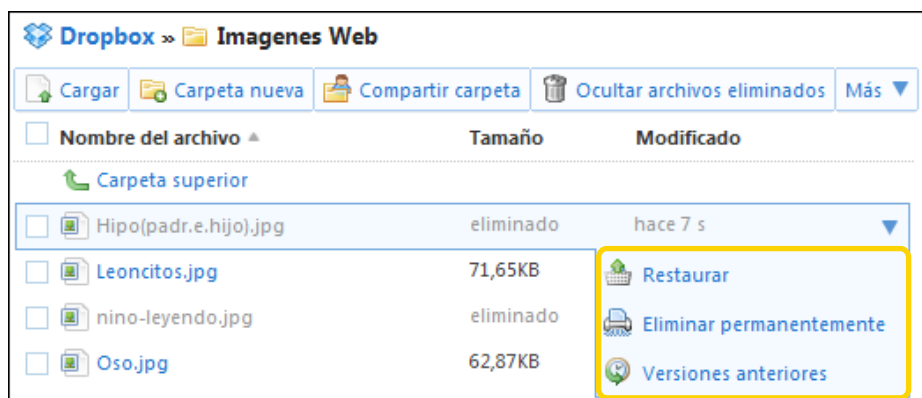 Dropbox » Imagenes Web
Cargar Carpeta nueva Compartir carpeta Ocultar archivos eliminados Más
Nombre del archivo Tamaño Modificado
Carpeta superior
Hipo(padr.e.hijo).jpg eliminado hace 7 s
Leoncitos.jpg 71,65KB Restaurar
nino-leyendo.jpg eliminado Eliminar permanentemente
Oso.jpg 62,87KB Versiones anteriores